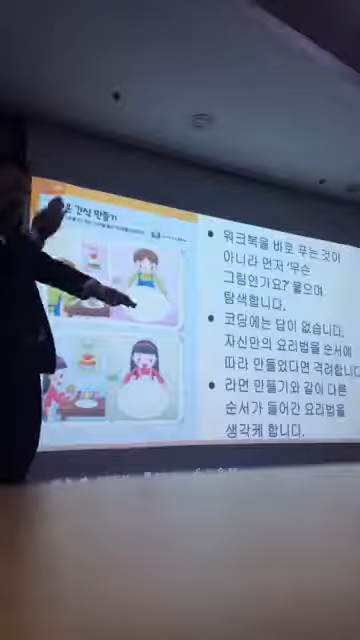 간식 만들기
워크북을 바로 푸는것이
아니라 먼저 '무슨
그림인가요?' 물으며
탐색합니다.
코딩에는 답이 없습니다.
자신만의 요리법을 순서에
따라 만들었다면 격려합니다
라면 만들기와 같이 다른
순서가 들어간 요리법을
생각케 합니다.